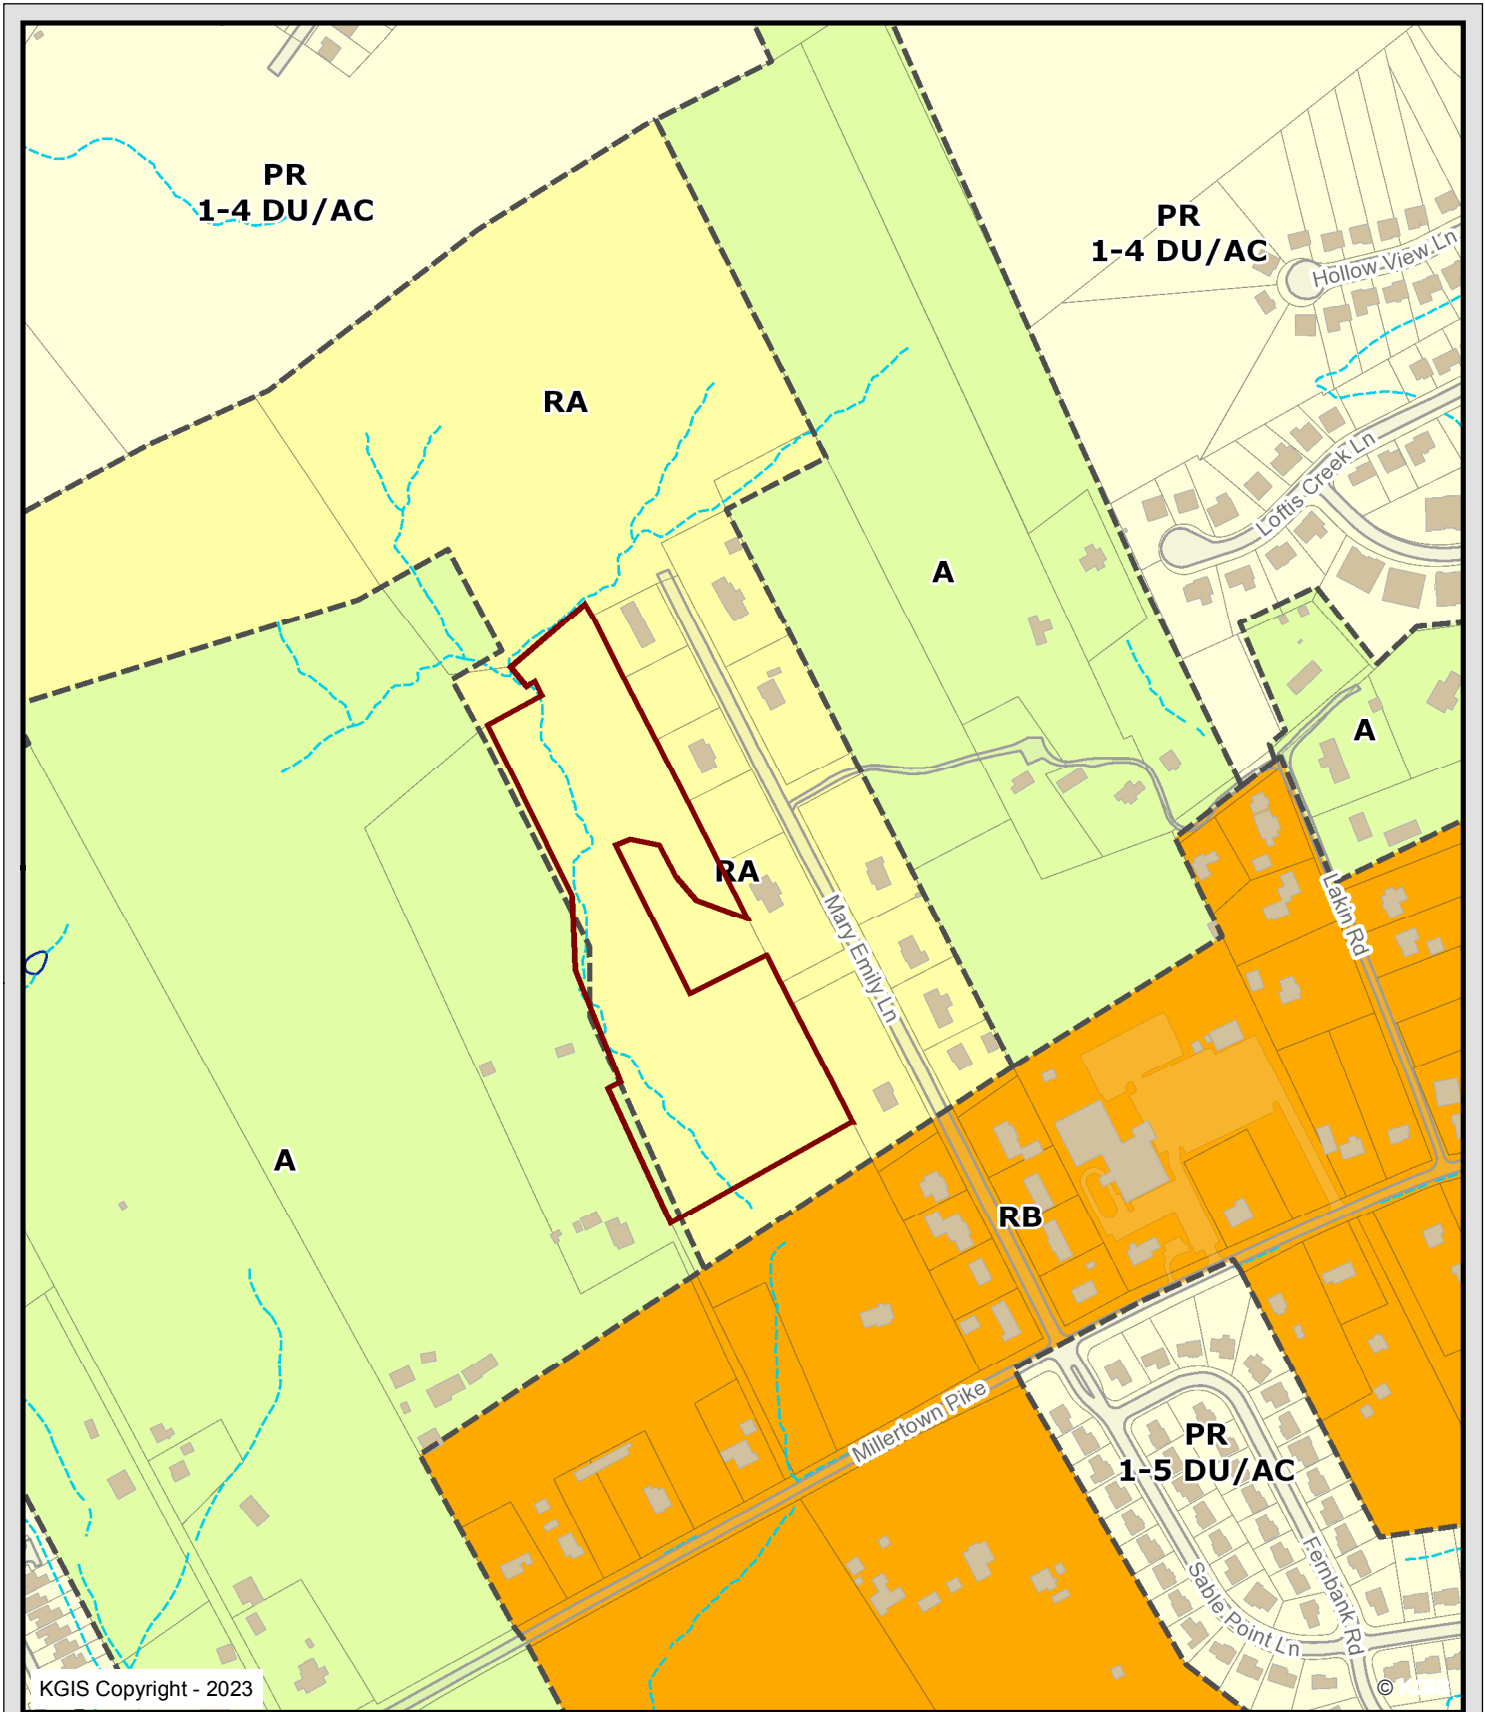 PR
1-4 DU/AC
PR
1-4 DU/AC
Hollow View Ln
RA
Loftis Creek Ln
A
A
RA
Lakin Rd
Mary Emily Ln
A
RB
Millertown Pike
PR
1-5 DU/AC
Fernbank Rd
Sable Point Ln
KGIS Copyright - 2023
©